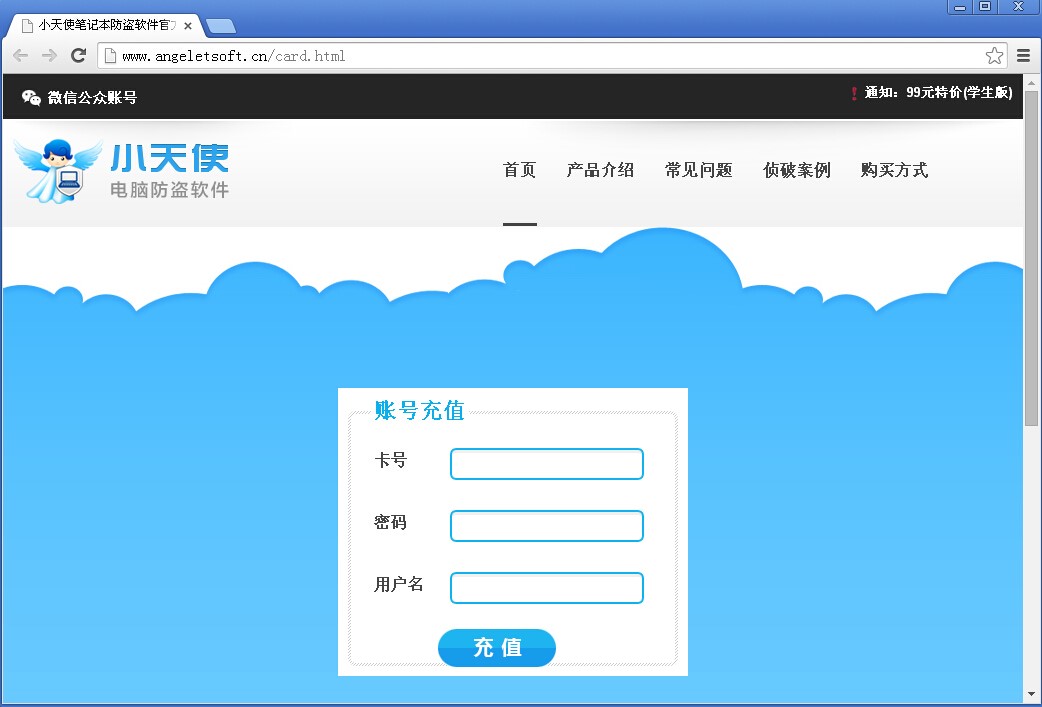 小天使笔记本防盗软件官
www.angeletsoft.cn/card.html
微信公众账号
通知：99元特价(学生版)
小天使
电脑防盗软件
首页 产品介绍 常见问题 侦破案例 购买方式
账号充值
卡号
密码
用户名
充 值